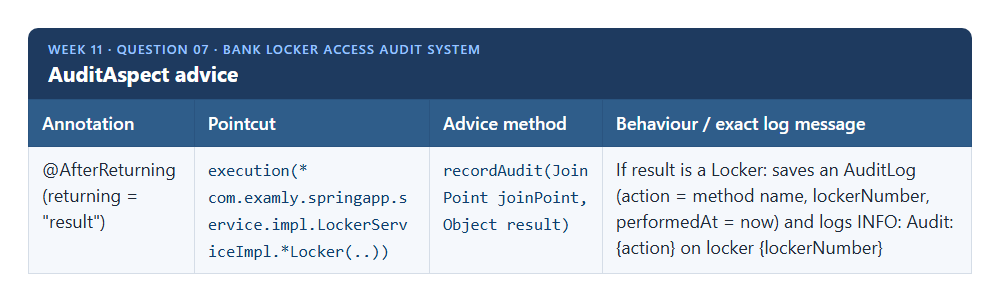 WEEK 11 · QUESTION 07 · BANK LOCKER ACCESS AUDIT SYSTEM
AuditAspect advice
Annotation
Pointcut
Advice method
Behaviour / exact log message
@AfterReturning
(returning =
"result")
execution(*
com.examly.springapp.s
ervice.impl.LockerServ
iceImpl.*Locker(..))
recordAudit(Join
Point joinPoint,
Object result)
If result is a Locker: saves an AuditLog
(action = method name, lockerNumber,
performedAt = now) and logs INFO: Audit:
{action} on locker {lockerNumber}